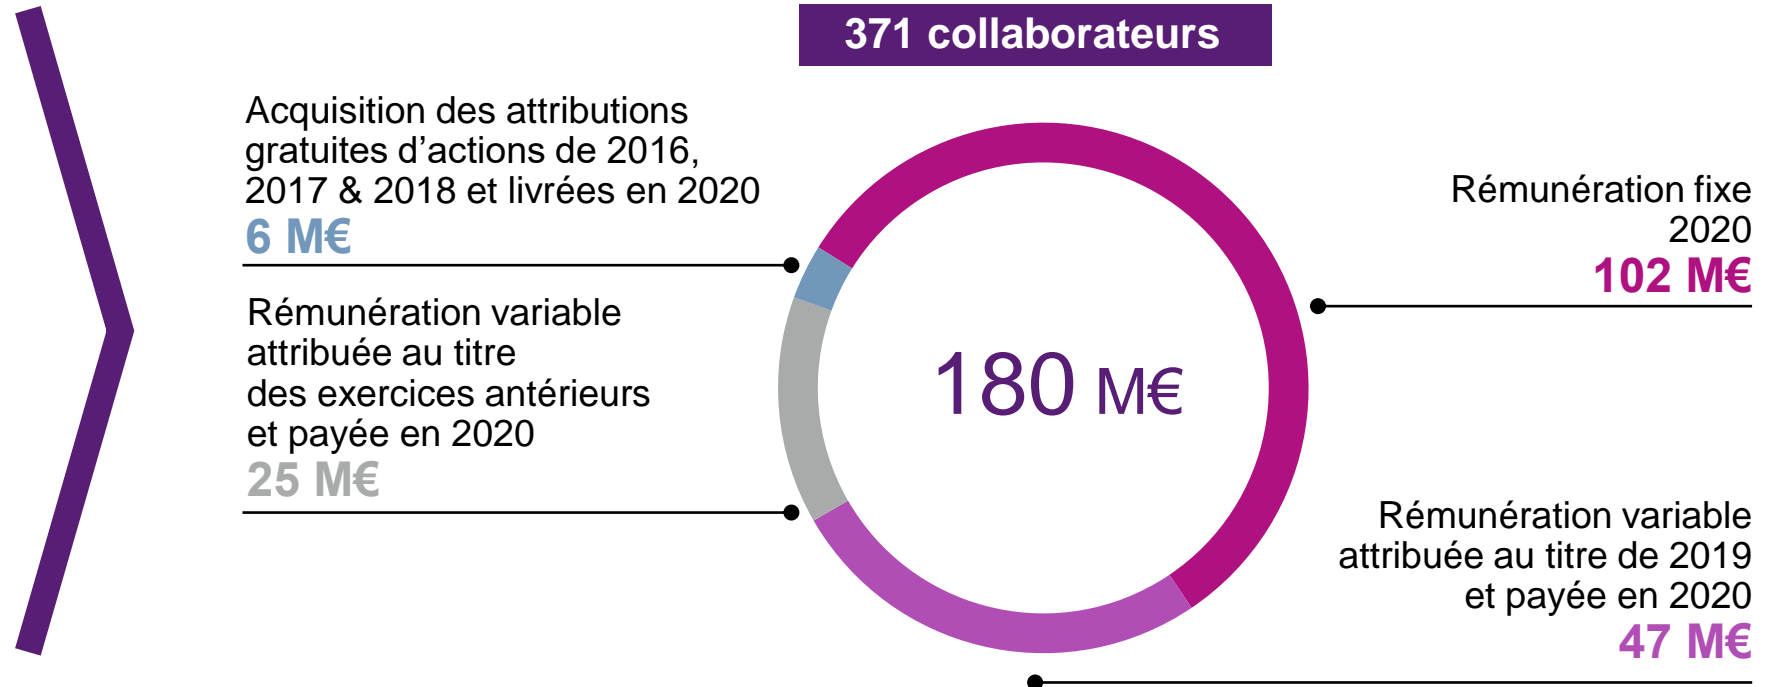 371 collaborateurs
Acquisition des attributions
gratuites d’actions de 2016,
2017 & 2018 et livrées en 2020
6 M€
Rémunération variable
attribuée au titre
des exercices antérieurs
et payée en 2020
25 M€
180 M€
Rémunération fixe
2020
102 M€
Rémunération variable
attribuée au titre de 2019
et payée en 2020
47 M€